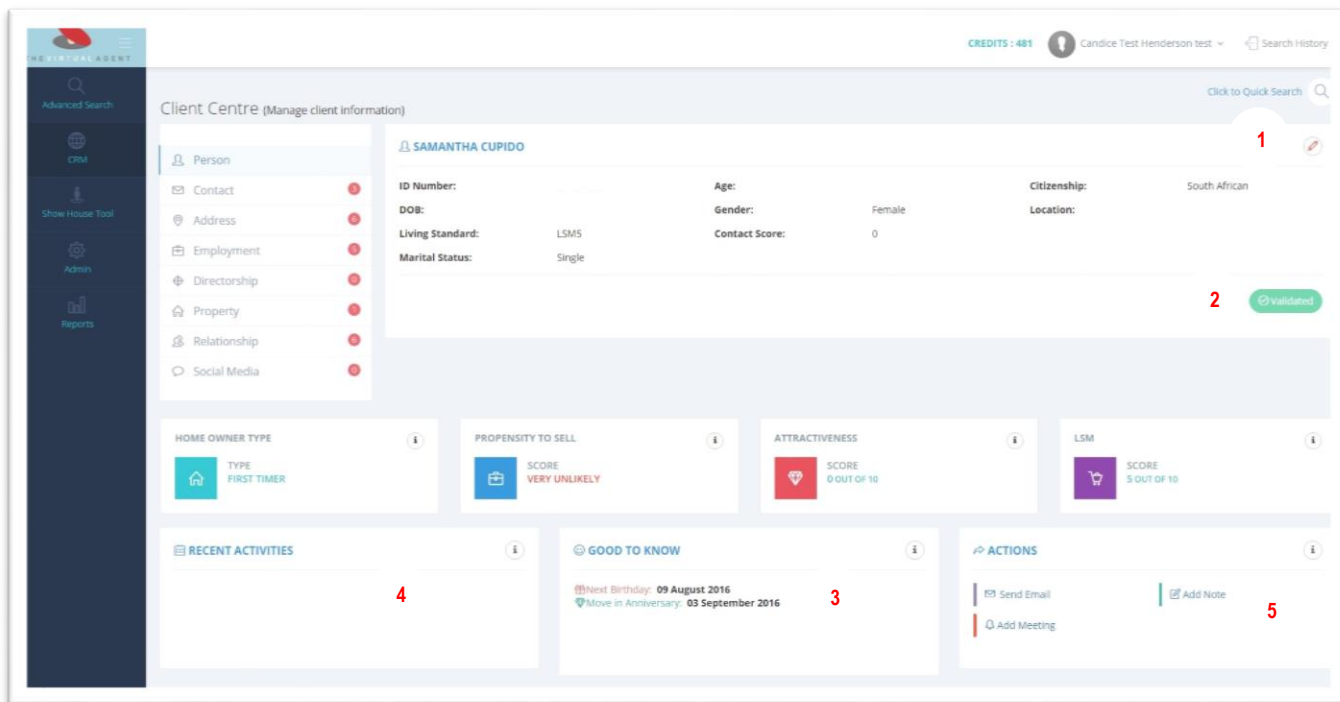 THE VIRTUAL AGENT
CREDITS : 481
Candice Test Henderson test
Search History
Advanced Search
CRM
Show House Tool
Admin
Reports
Click to Quick Search
Client Centre (Manage client information)
Person
Contact 3
Address
Employment
Directorship
Property
Relationship
Social Media
SAMANTHA CUPIDO
1
ID Number: Age: Citizenship: South African
DOB: Gender: Female Location:
Living Standard: LSM5 Contact Score: 0
Marital Status: Single
2 Validated
HOME OWNER TYPE i
TYPE
FIRST TIMER
PROPENSITY TO SELL i
SCORE
VERY UNLIKELY
ATTRACTIVENESS i
SCORE
0 OUT OF 10
LSM i
SCORE
5 OUT OF 10
RECENT ACTIVITIES i
4
GOOD TO KNOW i
Next Birthday: 09 August 2016
Move in Anniversary: 03 September 2016
3
ACTIONS i
Send Email Add Note
Add Meeting
5